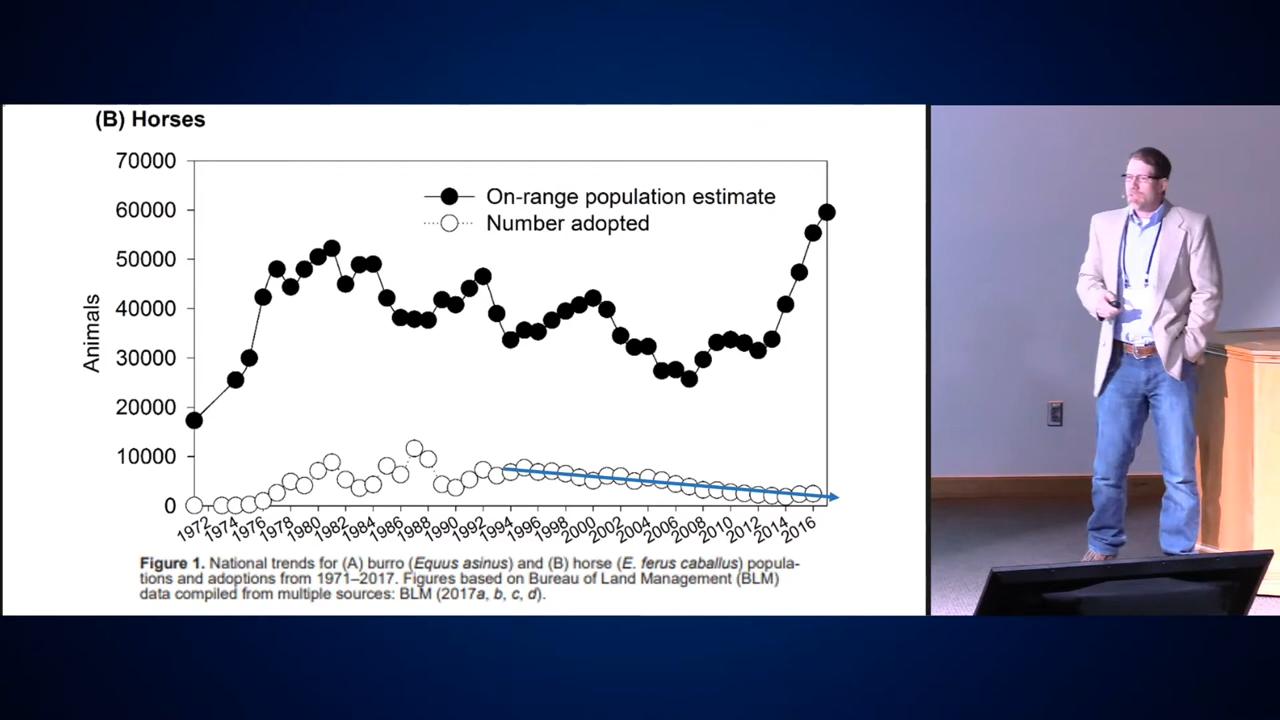 (B) Horses
70000
60000
50000
40000
30000
20000
10000
0
Animals
On-range population estimate
Number adopted
1972 1974 1976 1978 1980 1982 1984 1986 1988 1990 1992 1994 1996 1998 2000 2002 2004 2006 2008 2010 2012 2014 2016
Figure 1. National trends for (A) burro (Equus asinus) and (B) horse (E. ferus caballus) popula-
tions and adoptions from 1971–2017. Figures based on Bureau of Land Management (BLM)
data compiled from multiple sources: BLM (2017a, b, c, d).